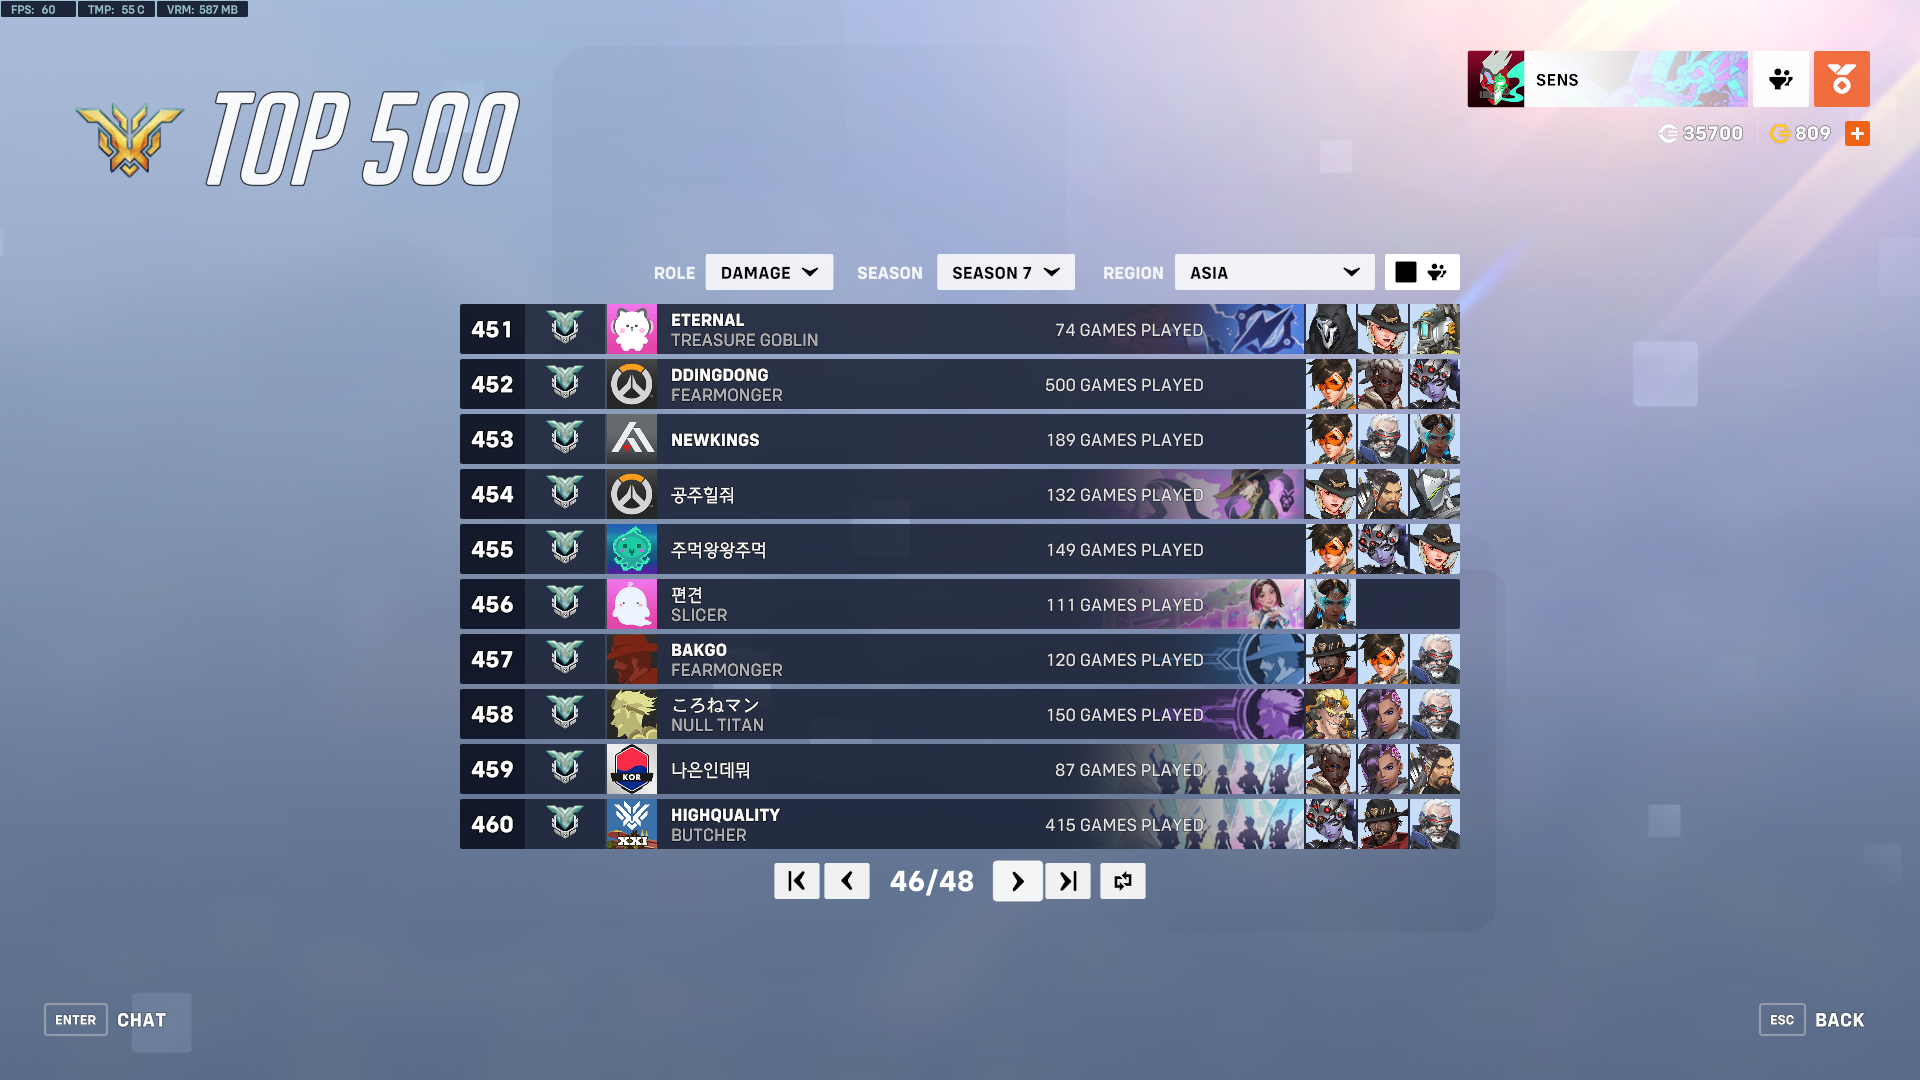 FPS: 60 TMP: 55 C VRM: 587 MB
TOP 500
SENS
35700 809
ROLE DAMAGE SEASON SEASON 7 REGION ASIA
451 ETERNAL 74 GAMES PLAYED
TREASURE GOBLIN
452 DDINGDONG 500 GAMES PLAYED
FEARMONGER
453 NEWKINGS 189 GAMES PLAYED
454 공주힐줘 132 GAMES PLAYED
455 주먹왕왕주먹 149 GAMES PLAYED
456 편견 111 GAMES PLAYED
SLICER
457 BAKGO 120 GAMES PLAYED
FEARMONGER
458 ころねマン 150 GAMES PLAYED
NULL TITAN
459 KOR 나은인데뭐 87 GAMES PLAYED
460 XXI HIGHQUALITY 415 GAMES PLAYED
BUTCHER
46/48
ENTER CHAT
ESC BACK